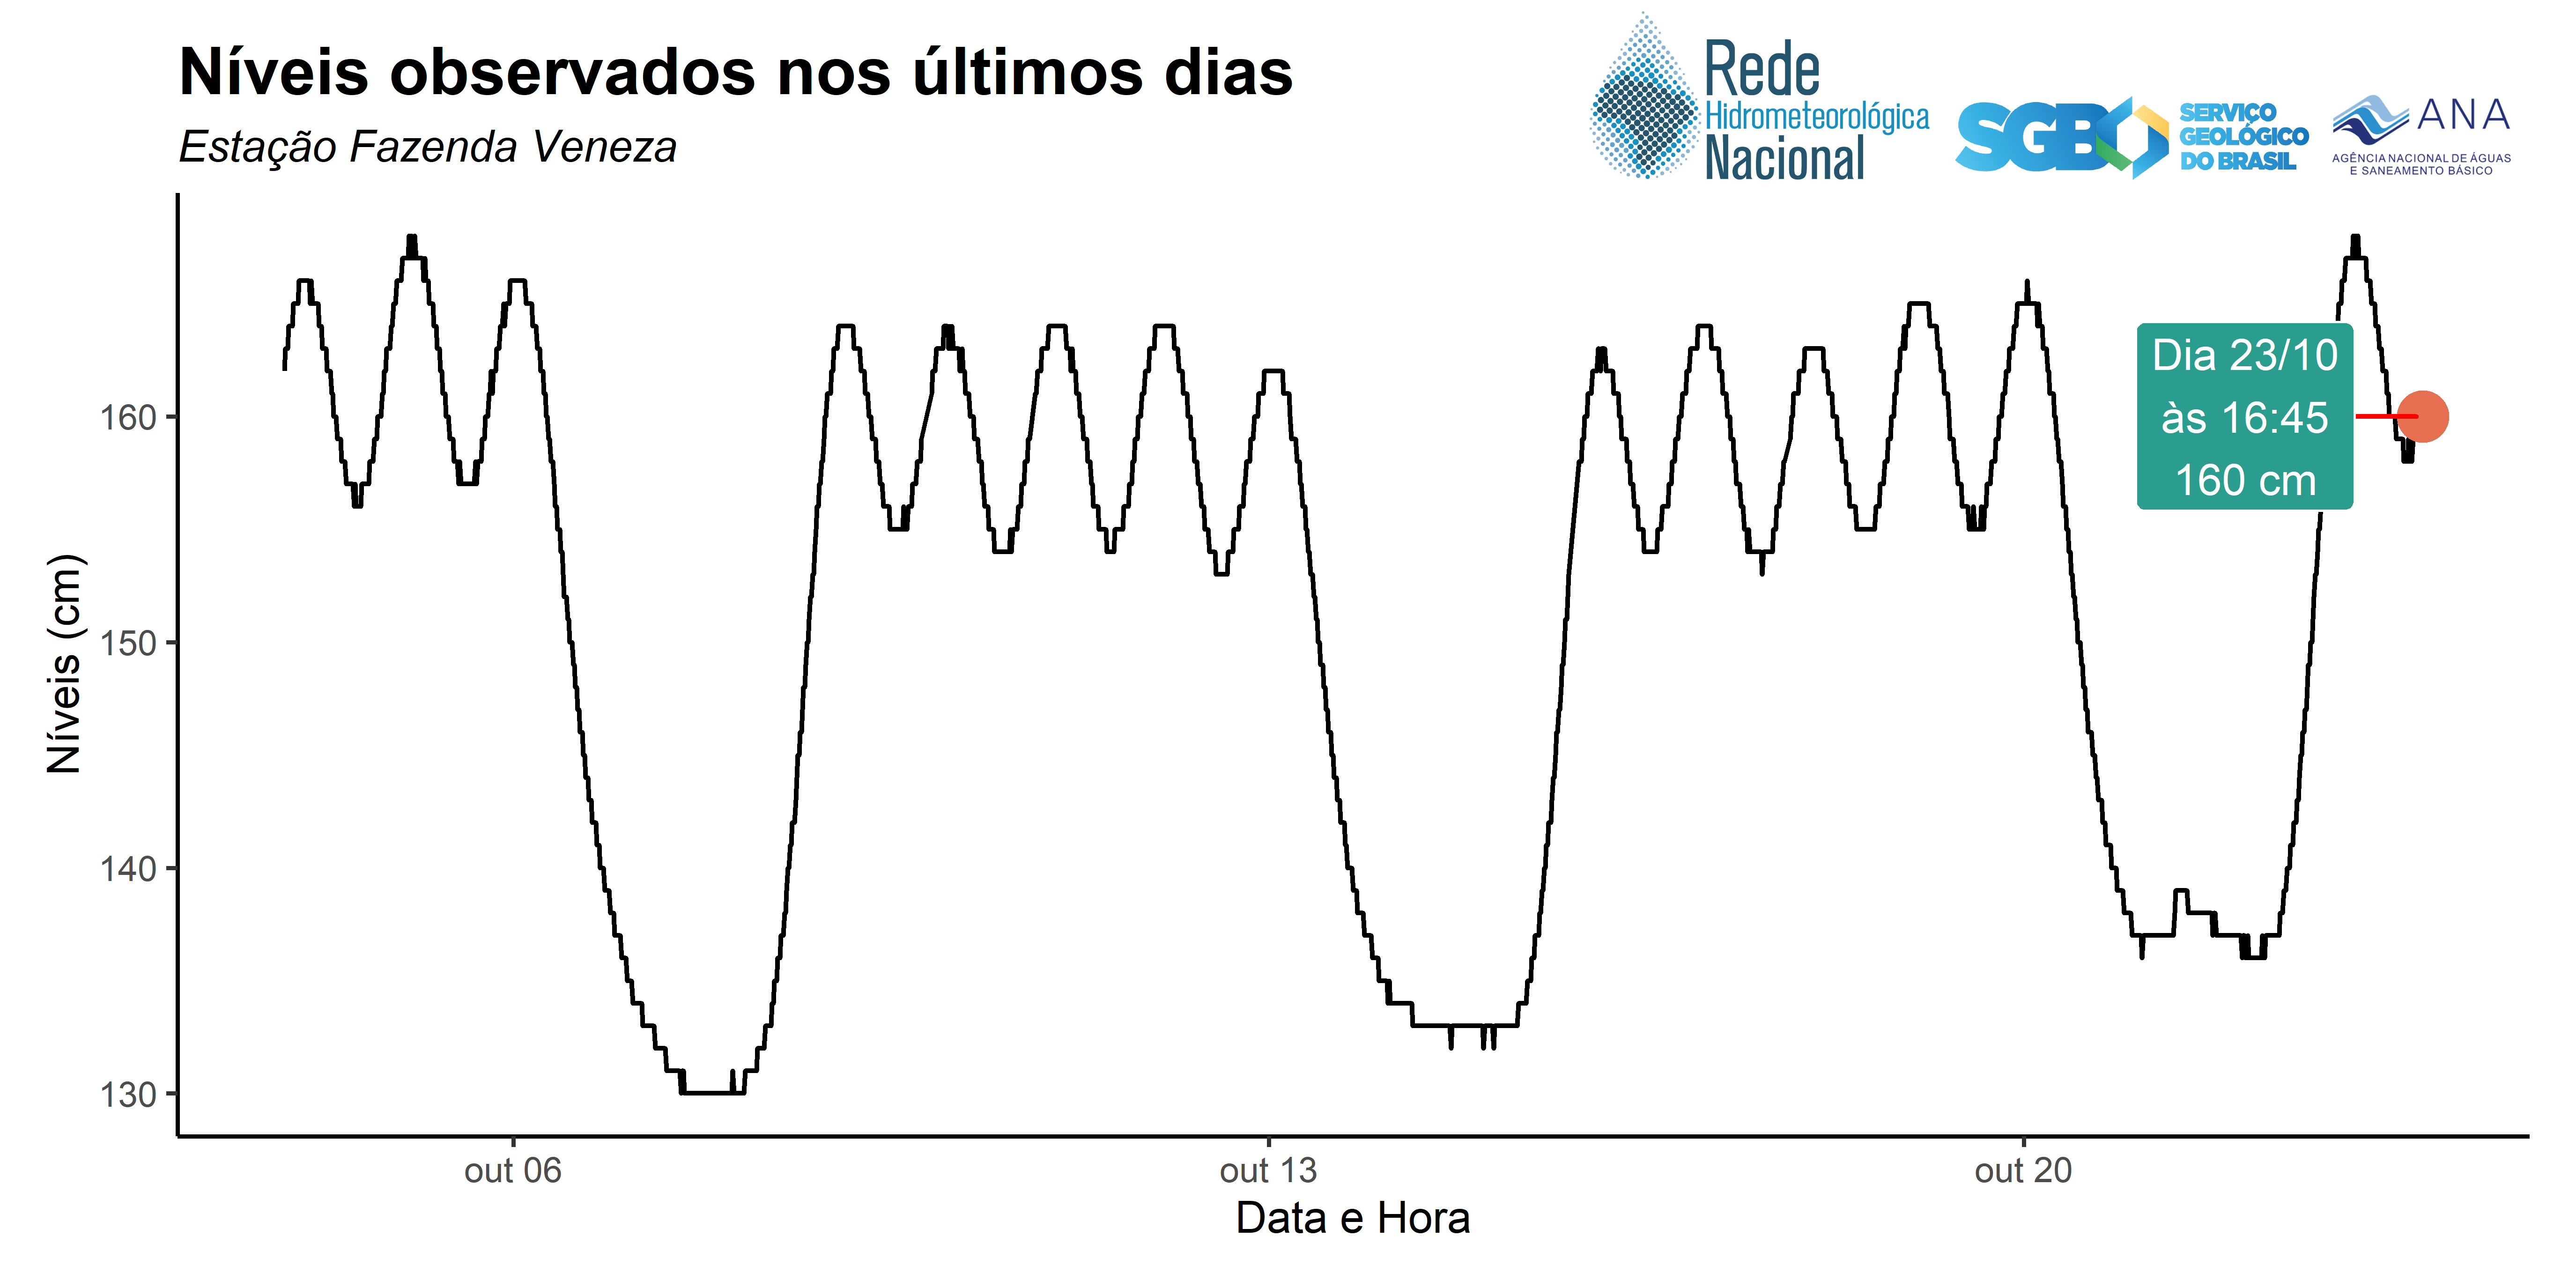 Níveis observados nos últimos dias
Estação Fazenda Veneza
Rede
Hidrometeorológica
Nacional
SGB
SERVIÇO
GEOLÓGICO
DO BRASIL
ANA
AGÊNCIA NACIONAL DE ÁGUAS
E SANEAMENTO BÁSICO
Níveis (cm)
160
150
140
130
Dia 23/10
às 16:45
160 cm
out 06
out 13
out 20
Data e Hora